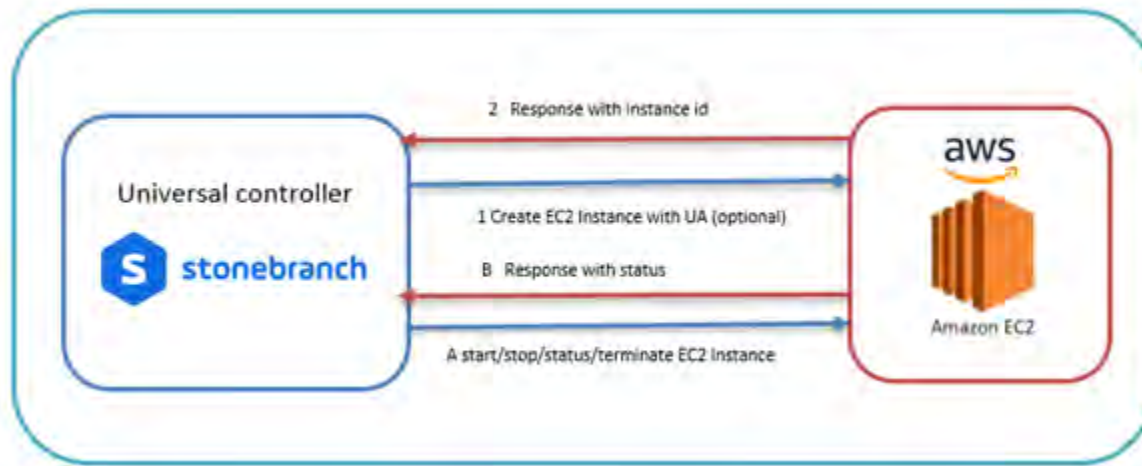 2 Response with instance id
Universal controller
stonebranch
1 Create EC2 Instance with UA (optional)
B Response with status
A start/stop/status/terminate EC2 Instance
aws
Amazon EC2